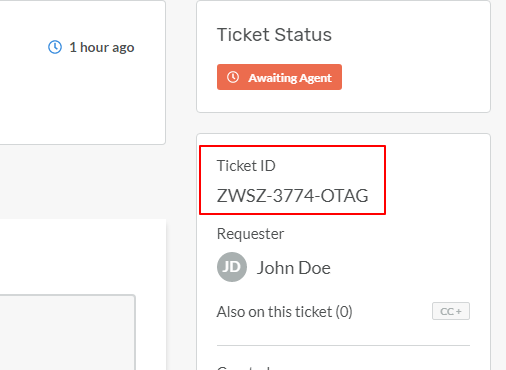 1 hour ago
Ticket Status
Awaiting Agent
Ticket ID
ZWSZ-3774-OTAG
Requester
JD John Doe
Also on this ticket (0) CC +